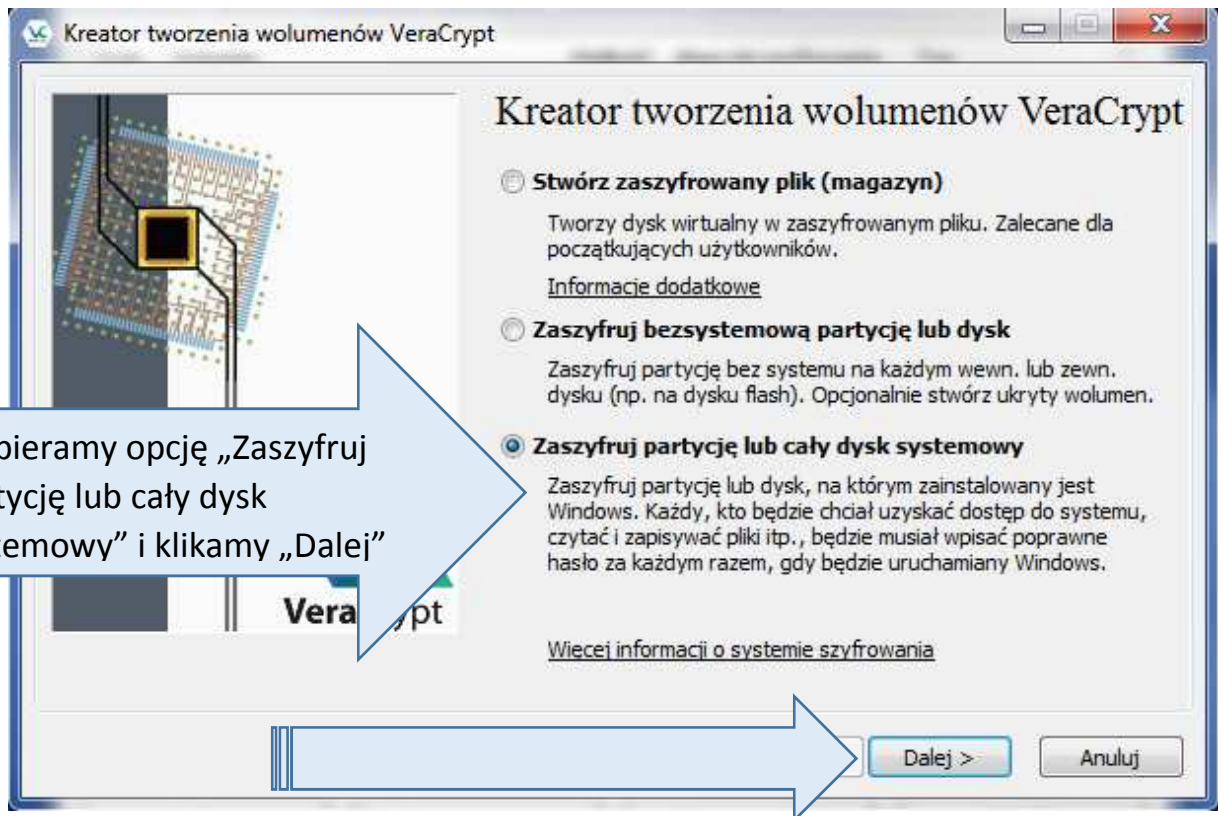 Kreator tworzenia wolumenów VeraCrypt
Kreator tworzenia wolumenów VeraCrypt
Stwórz zaszyfrowany plik (magazyn)
Tworzy dysk wirtualny w zaszyfrowanym pliku. Zalecane dla
początkujących użytkowników.
Informacje dodatkowe
Zaszyfruj bezsystemową partycję lub dysk
Zaszyfruj partycję bez systemu na każdym wewn. lub zewn.
dysku (np. na dysku flash). Opcjonalnie stwórz ukryty wolumen.
Zaszyfruj partycję lub cały dysk systemowy
Zaszyfruj partycję lub dysk, na którym zainstalowany jest
Windows. Każdy, kto będzie chciał uzyskać dostęp do systemu,
czytać i zapisywać pliki itp., będzie musiał wpisać poprawne
hasło za każdym razem, gdy będzie uruchamiany Windows.
Więcej informacji o systemie szyfrowania
bieramy opcję „Zaszyfruj
tycję lub cały dysk
temowy” i klikamy „Dalej”
Vera ypt
Dalej >
Anuluj